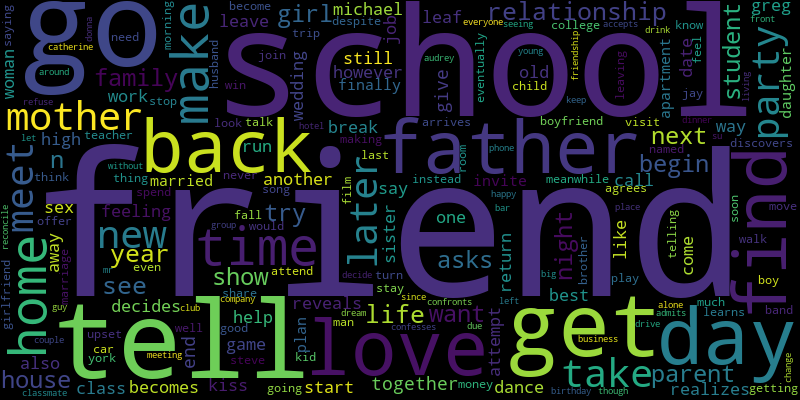 friend
school
tell
go
get
love
day
father
back
find
time
home
make
take
mother
new
later
meet
party
life
night
girl
family
relationship
student
next
begin
parent
year
see
show
try
asks
want
house
together
dance
realizes
becomes
start
kiss
class
decides
help
game
end
plan
reveals
attend
another
married
feeling
sex
away
high
work
woman
leave
wedding
run
break
talk
look
michael
still
however
finally
despite
trip
join
win
job
give
leaf
old
child
college
eventually
date
apartment
know
feel
jay
greg
daughter
way
call
say
sister
one
return
best
like
come
telling
soon
boy
band
move
walk
discovers
named
visit
boyfriend
arrives
audrey
young
friendship
keep
leaving
living
dinner
su
everyone
seeing
accepts
drink
donna
around
catherine
saying
morning
need
become
husband
stop
teacher
let
refuse
without
thing
think
n
never
making
hotel
last
film
room
phone
instead
meanwhile
invite
agrees
happy
bar
place
big
brother
play
attempt
left
due
since
confronts
confesses
admits
alone
much
learns
drive
business
money
though
birthday
going
man
dream
company
club
share
group
would
song
fall
spend
offer
even
mr
marriage
guy
also
upset
car
york
well
good
steve
kid
meeting
couple
classmate
girlfriend
reconcile
turn
stay
decide
getting
change
front